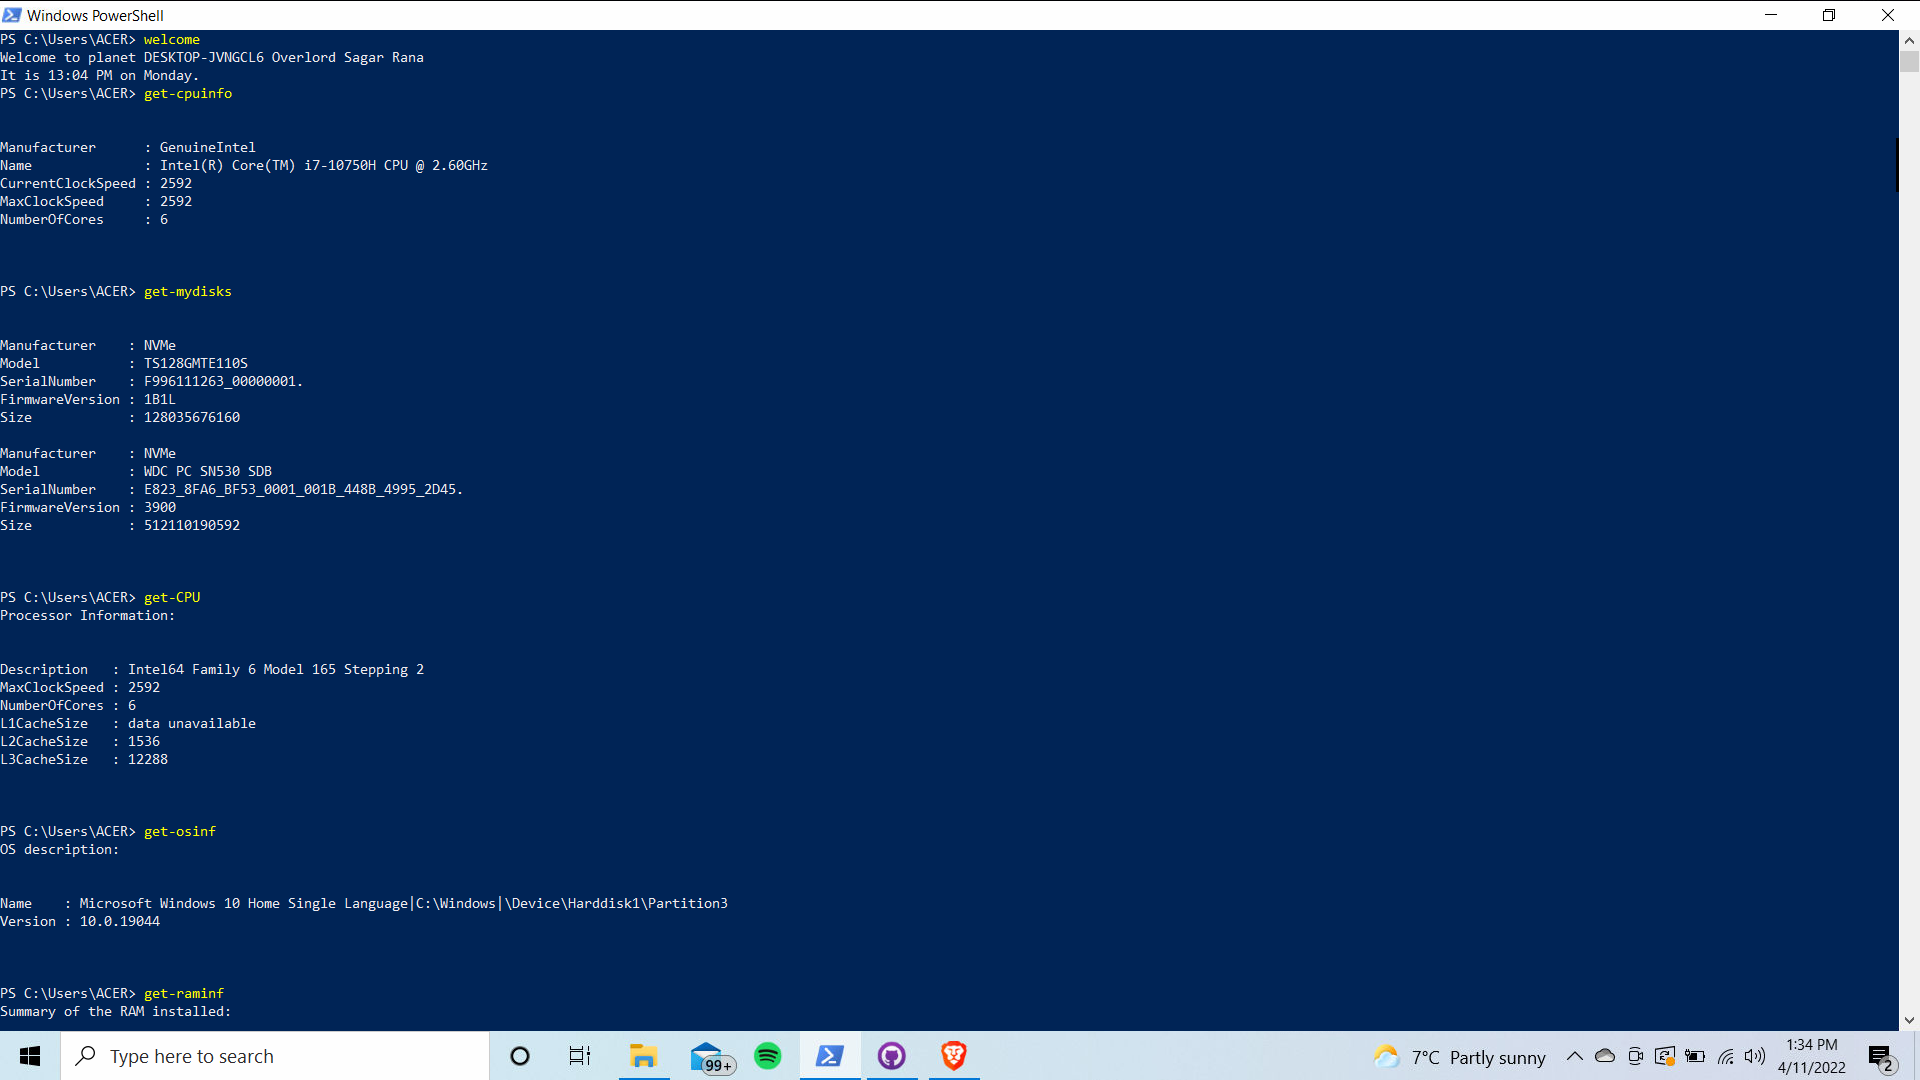 Windows PowerShell
PS C:\Users\ACER> welcome
Welcome to planet DESKTOP-JVNGCL6 Overlord Sagar Rana
It is 13:04 PM on Monday.
PS C:\Users\ACER> get-cpuinfo
Manufacturer : GenuineIntel
Name : Intel(R) Core(TM) i7-10750H CPU @ 2.60GHz
CurrentClockSpeed : 2592
MaxClockSpeed : 2592
NumberOfCores : 6
PS C:\Users\ACER> get-mydisks
Manufacturer : NVMe
Model : TS128GMTE110S
SerialNumber : F996111263_00000001.
FirmwareVersion : 1B1L
Size : 128035676160
Manufacturer : NVMe
Model : WDC PC SN530 SDB
SerialNumber : E823_8FA6_BF53_0001_001B_448B_4995_2D45.
FirmwareVersion : 3900
Size : 512110190592
PS C:\Users\ACER> get-CPU
Processor Information:
Description : Intel64 Family 6 Model 165 Stepping 2
MaxClockSpeed : 2592
NumberOfCores : 6
L1CacheSize : data unavailable
L2CacheSize : 1536
L3CacheSize : 12288
PS C:\Users\ACER> get-osinf
OS description:
Name : Microsoft Windows 10 Home Single Language|C:\Windows|\Device\Harddisk1\Partition3
Version : 10.0.19044
PS C:\Users\ACER> get-raminf
Summary of the RAM installed:
Type here to search
99+
7°C Partly sunny
1:34 PM
4/11/2022
2